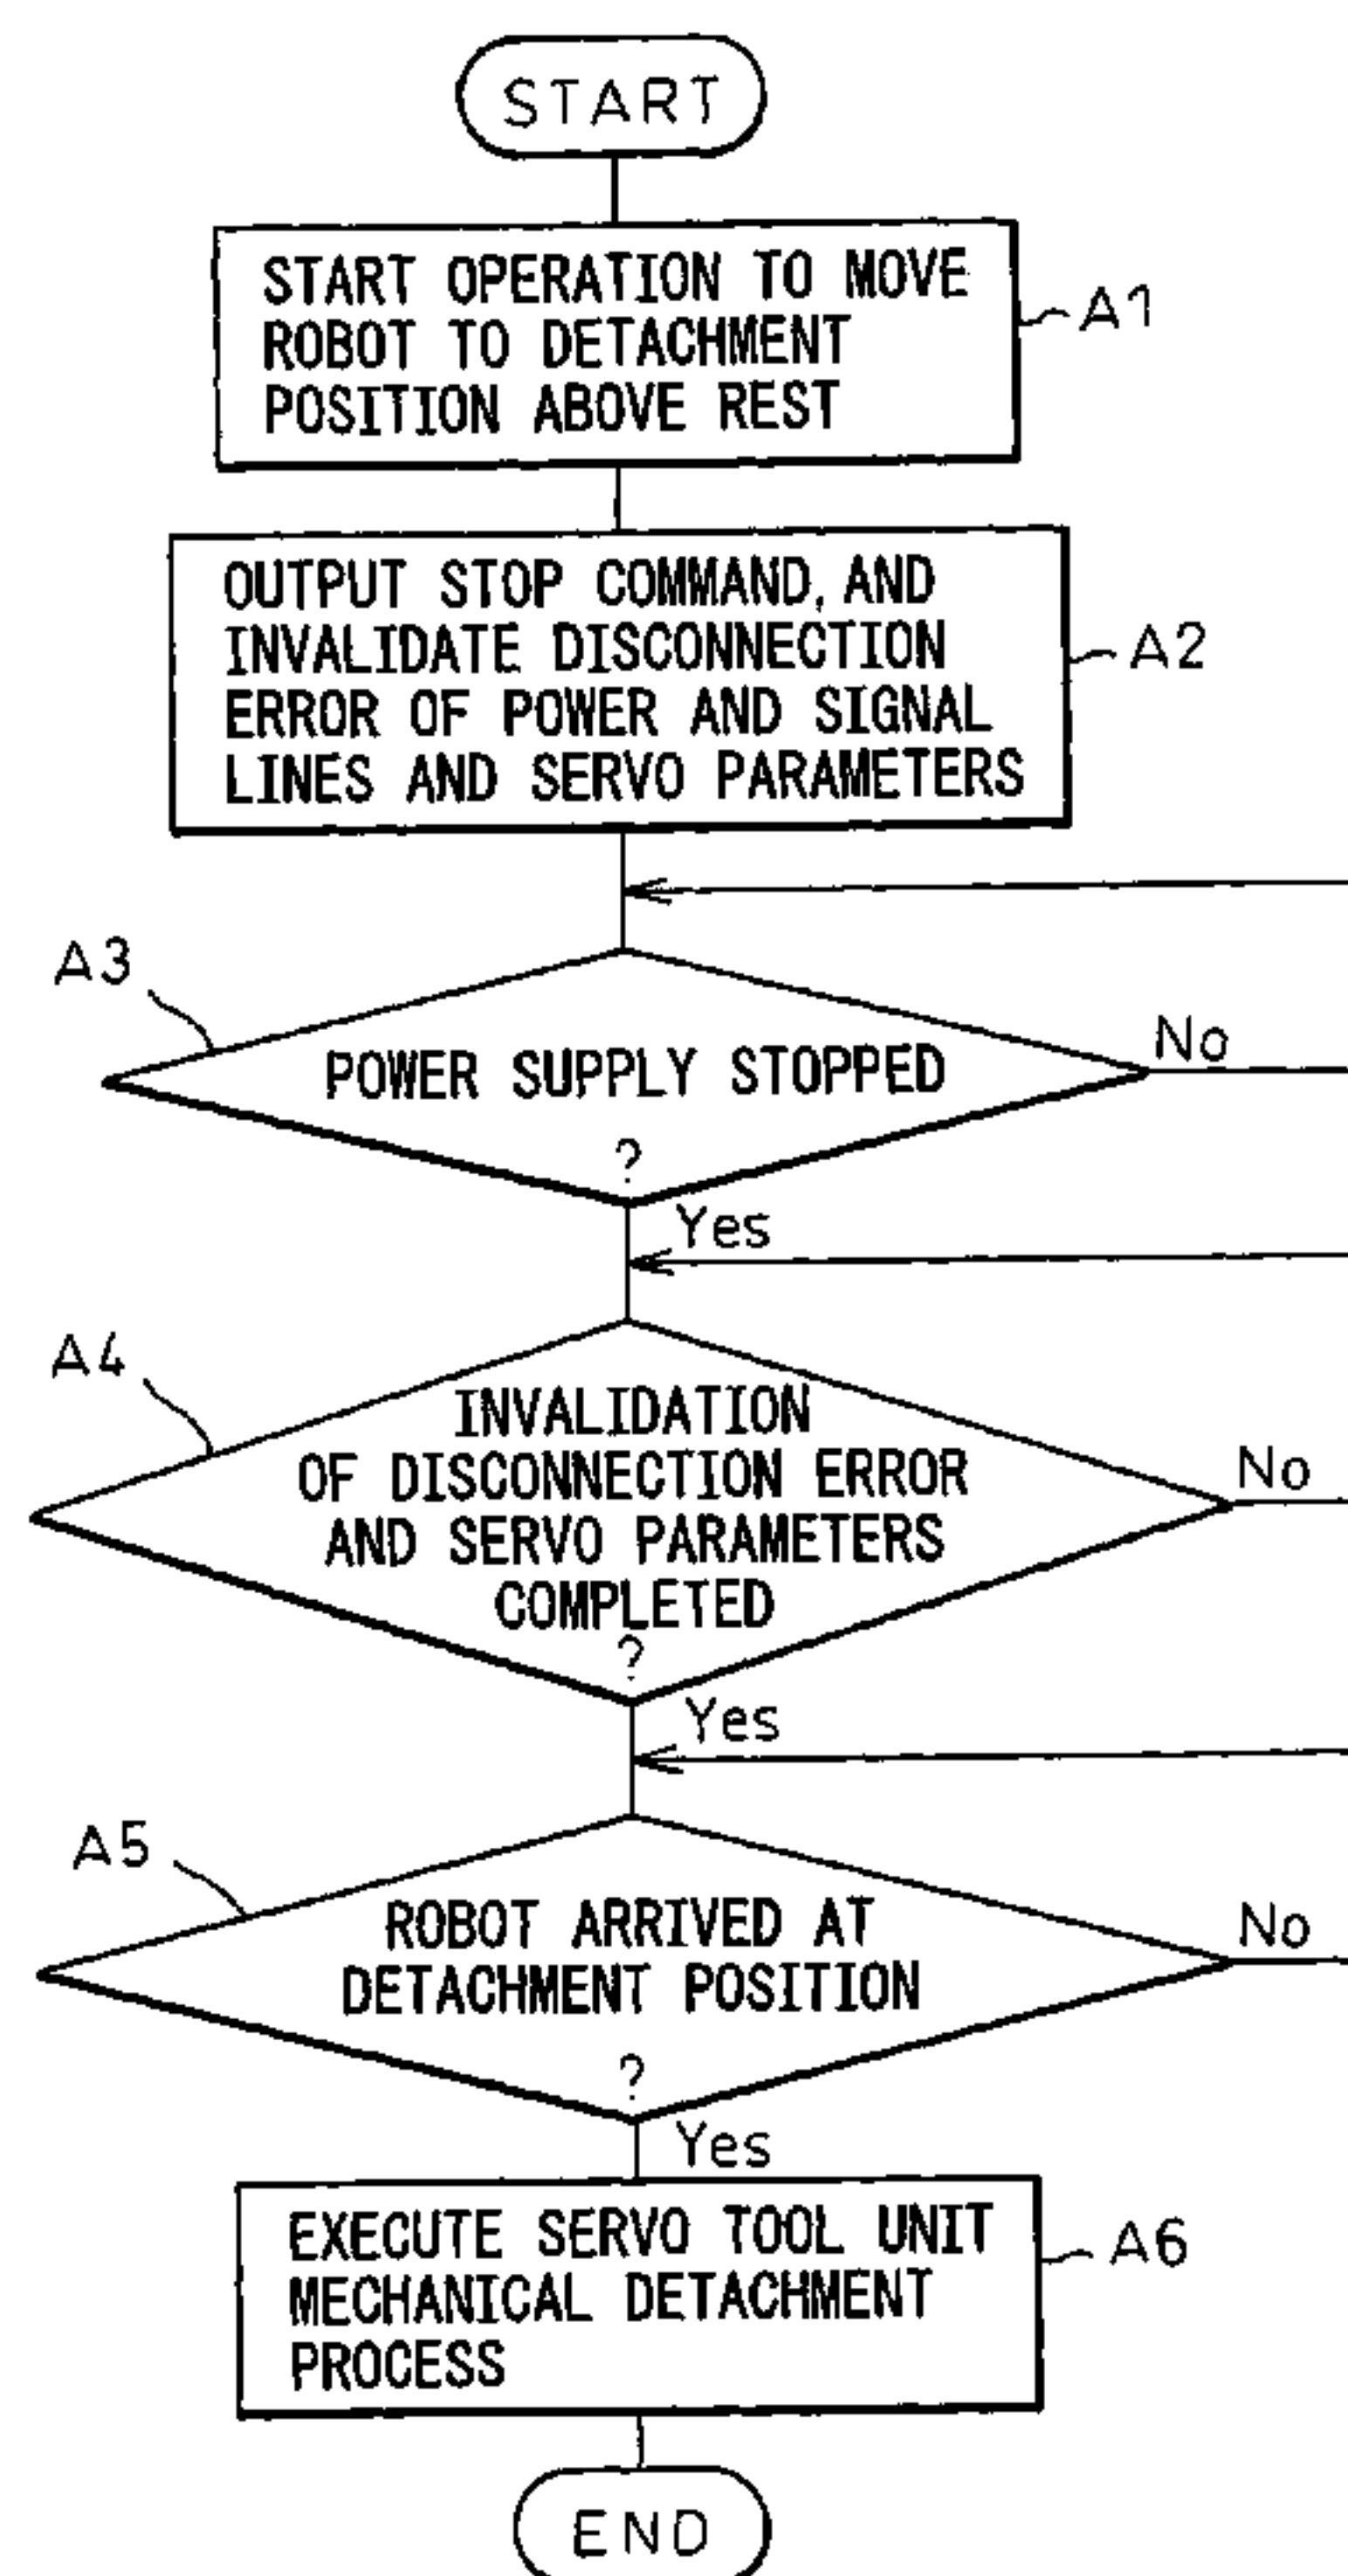 START
START OPERATION TO MOVE
ROBOT TO DETACHMENT
POSITION ABOVE REST
A1
OUTPUT STOP COMMAND, AND
INVALIDATE DISCONNECTION
ERROR OF POWER AND SIGNAL
LINES AND SERVO PARAMETERS
A2
A3
POWER SUPPLY STOPPED
?
No
Yes
A4
INVALIDATION
OF DISCONNECTION ERROR
AND SERVO PARAMETERS
COMPLETED
?
No
Yes
A5
ROBOT ARRIVED AT
DETACHMENT POSITION
?
No
Yes
EXECUTE SERVO TOOL UNIT
MECHANICAL DETACHMENT
PROCESS
A6
END